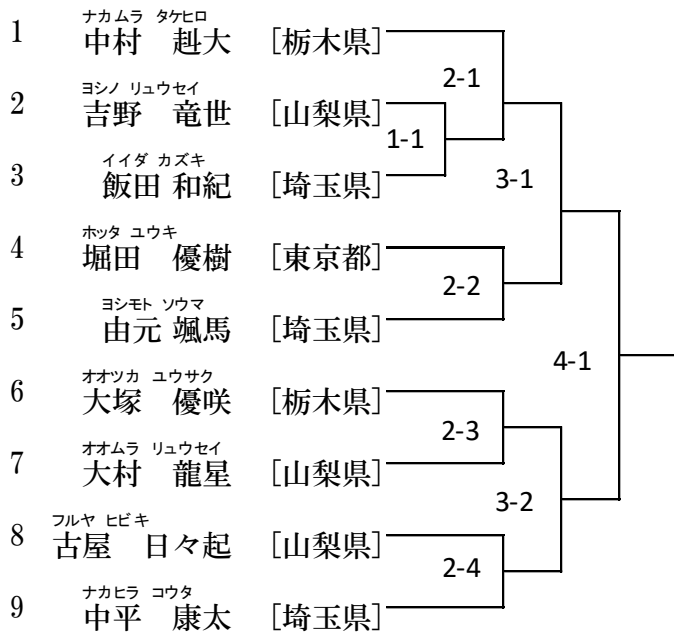 ナカムラ タケヒロ
1 中村 赳大 [栃木県]
2-1
ヨシノ リュウセイ
2 吉野 竜世 [山梨県]
1-1
イイダ カズキ
3 飯田 和紀 [埼玉県]
3-1
ホッタ ユウキ
4 堀田 優樹 [東京都]
2-2
ヨシモト ソウマ
5 由元 颯馬 [埼玉県]
4-1
オオツカ ユウサク
6 大塚 優咲 [栃木県]
2-3
オオムラ リュウセイ
7 大村 龍星 [山梨県]
3-2
フルヤ ヒビキ
8 古屋 日々起 [山梨県]
2-4
ナカヒラ コウタ
9 中平 康太 [埼玉県]